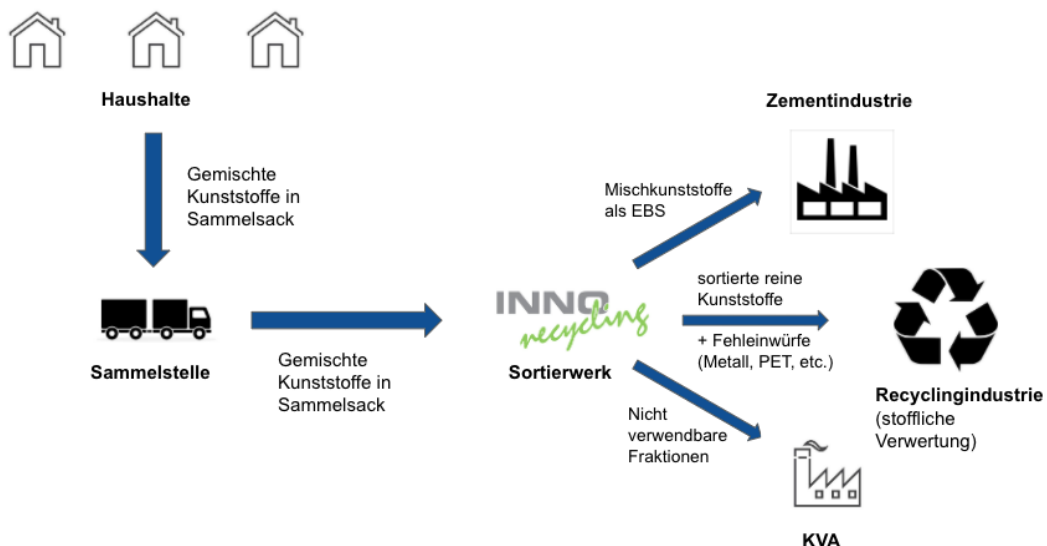 Haushalte
Gemischte
Kunststoffe in
Sammelsack
Sammelstelle
Gemischte
Kunststoffe in
Sammelsack
INNO
recycling
Sortierwerk
Mischkunststoffe
als EBS
Zementindustrie
sortierte reine
Kunststoffe
+ Fehleinwürfe
(Metall, PET, etc.)
Recyclingindustrie
(stoffliche
Verwertung)
Nicht
verwendbare
Fraktionen
KVA